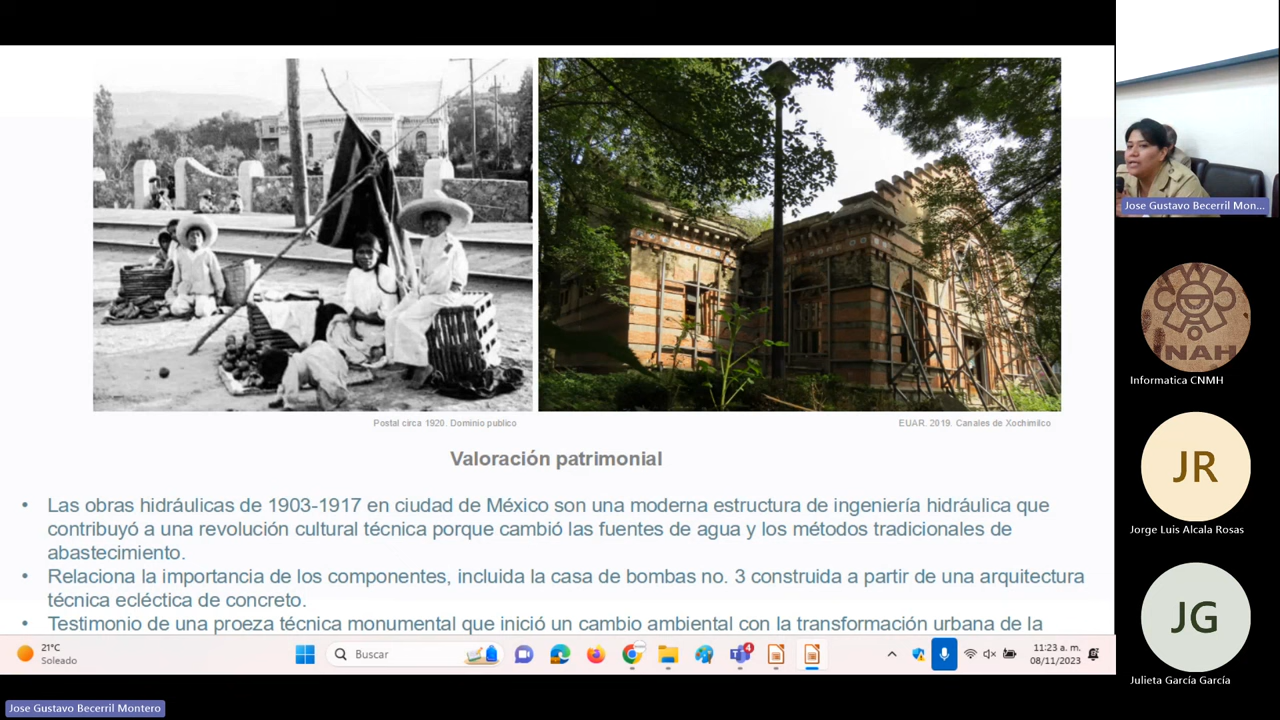 Postal circa 1920. Dominio publico
EUAR. 2019. Canales de Xochimilco
Valoración patrimonial
• Las obras hidráulicas de 1903-1917 en ciudad de México son una moderna estructura de ingeniería hidráulica que
contribuyó a una revolución cultural técnica porque cambió las fuentes de agua y los métodos tradicionales de
abastecimiento.
• Relaciona la importancia de los componentes, incluida la casa de bombas no. 3 construida a partir de una arquitectura
técnica ecléctica de concreto.
• Testimonio de una proeza técnica monumental que inició un cambio ambiental con la transformación urbana de la
21°C
Soleado
Buscar
4
11:23 a. m.
08/11/2023
Jose Gustavo Becerril Montero
Jose Gustavo Becerril Mon...
INAH
Informatica CNMH
JR
Jorge Luis Alcala Rosas
JG
Julieta García García